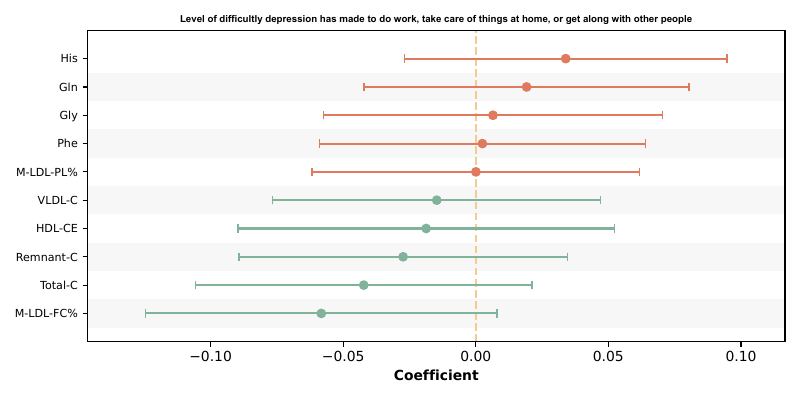 Level of difficultly depression has made to do work, take care of things at home, or get along with other people
His
Gln
Gly
Phe
M-LDL-PL%
VLDL-C
HDL-CE
Remnant-C
Total-C
M-LDL-FC%
−0.10 −0.05 0.00 0.05 0.10
Coefficient